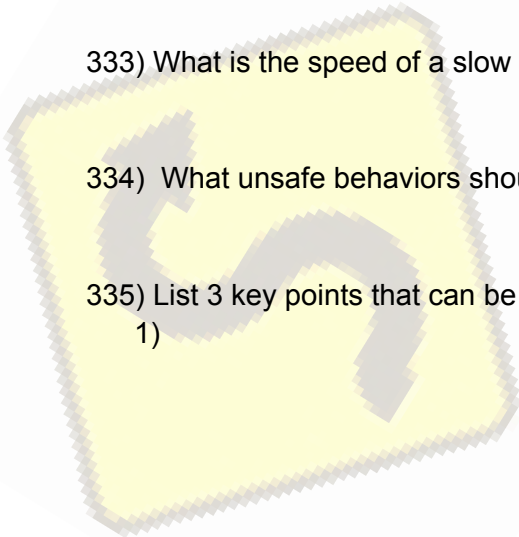 333) What is the speed of a slow
334) What unsafe behaviors shou
335) List 3 key points that can be
1)